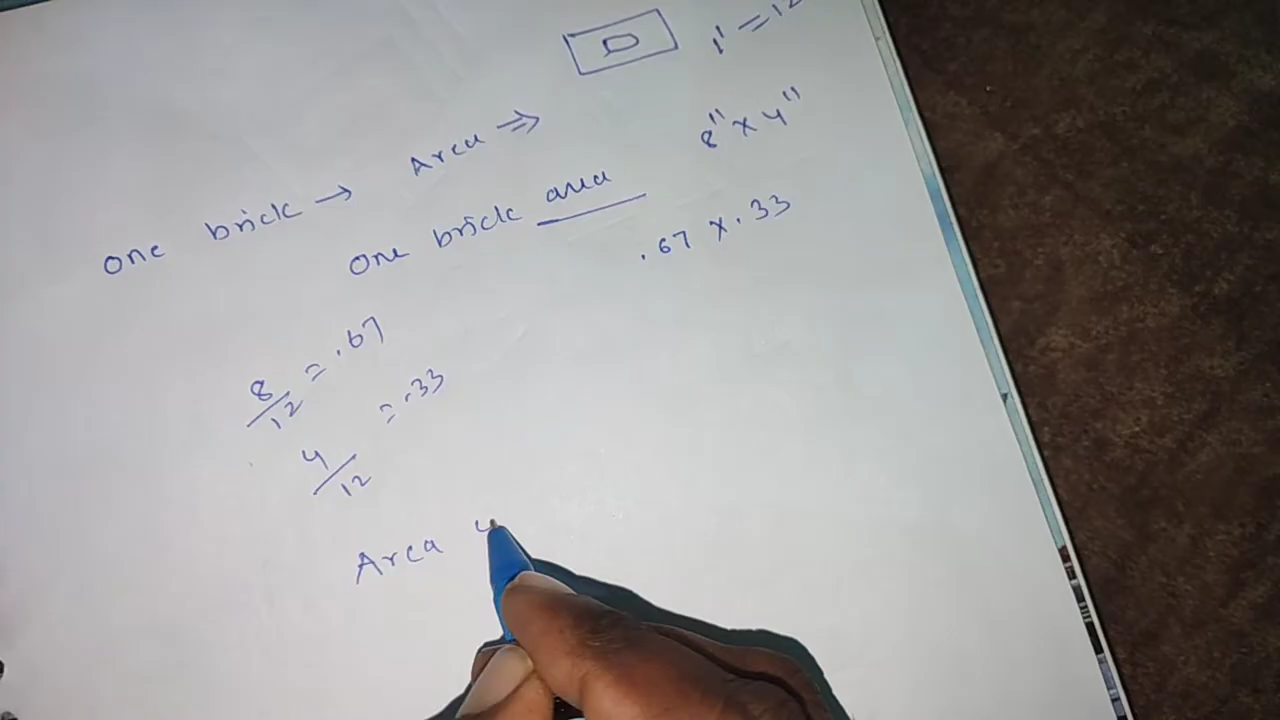 1' = 12
8" x 4"
One brick → Area ⇒
One brick area
.67 x .33
8/12 = .67
4/12 = .33
Area